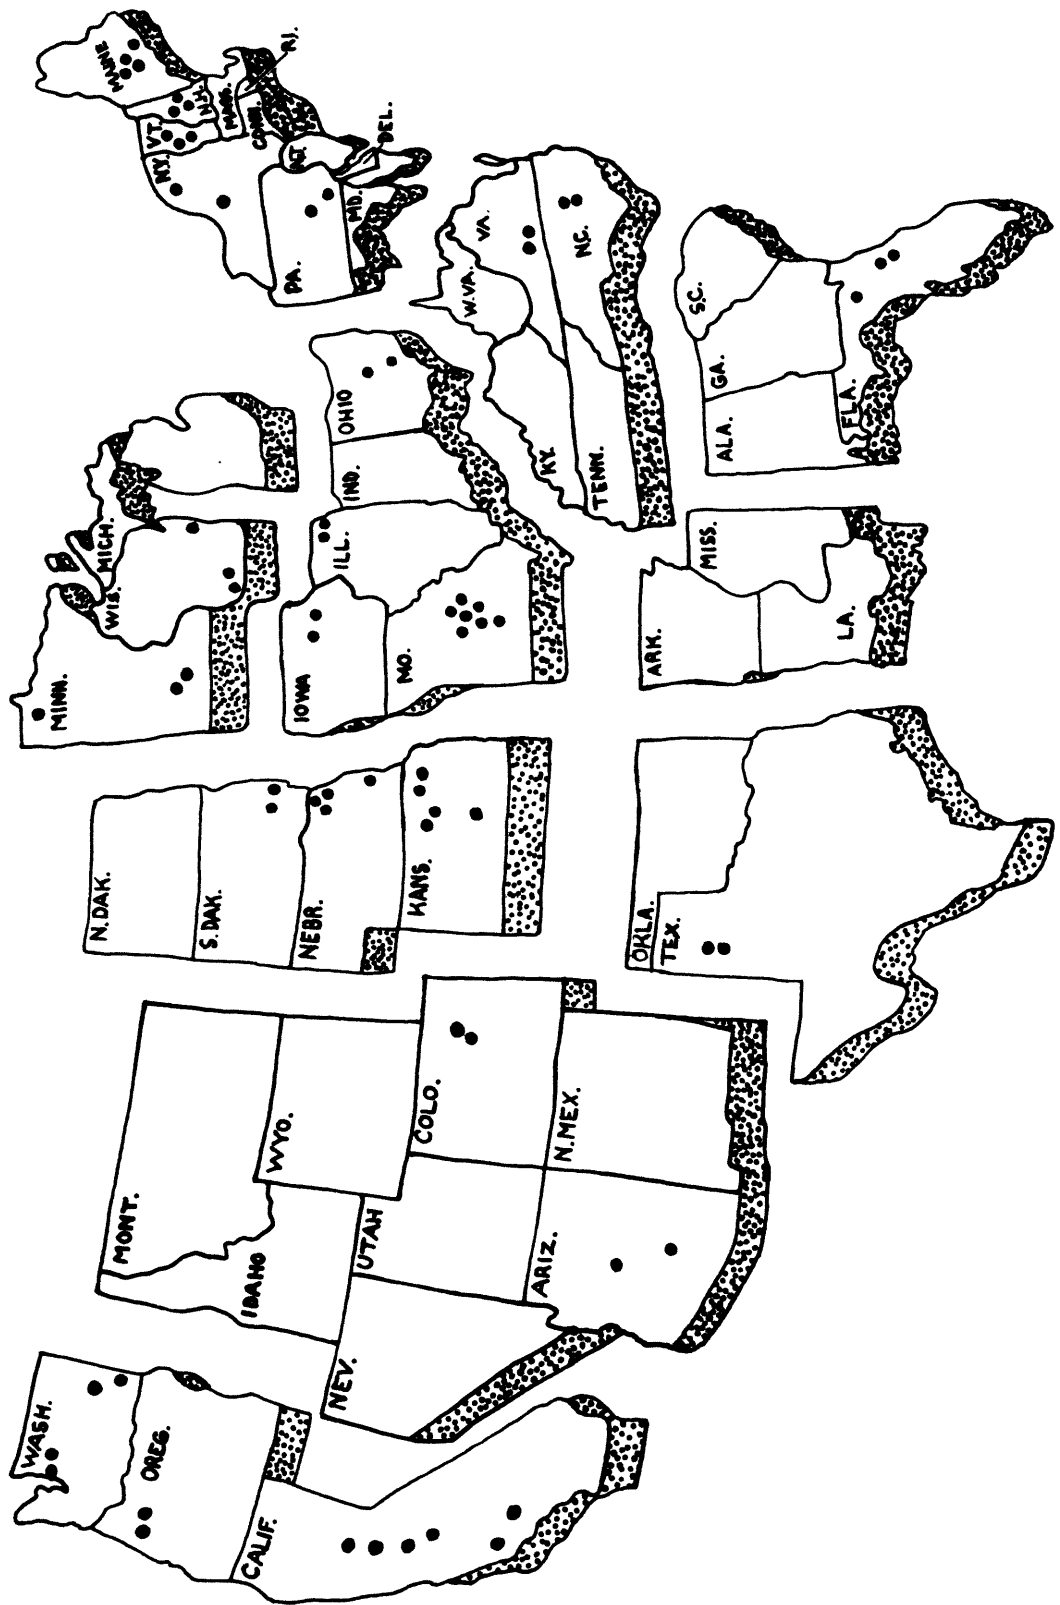 WASH.
OREG.
CALIF.
MONT.
IDAHO
WYO.
NEV.
UTAH
COLO.
ARIZ.
N.MEX.
N.DAK.
S.DAK.
NEBR.
KANS.
OKLA.
TEX.
MINN.
WIS.
MICH.
IOWA
MO.
ILL.
IND.
OHIO
ARK.
LA.
MISS.
KY.
TENN.
W.VA.
VA.
N.C.
ALA.
GA.
S.C.
FLA.
MAINE
VT.
N.H.
N.Y.
MASS.
CONN.
R.I.
PA.
N.J.
MD.
DEL.